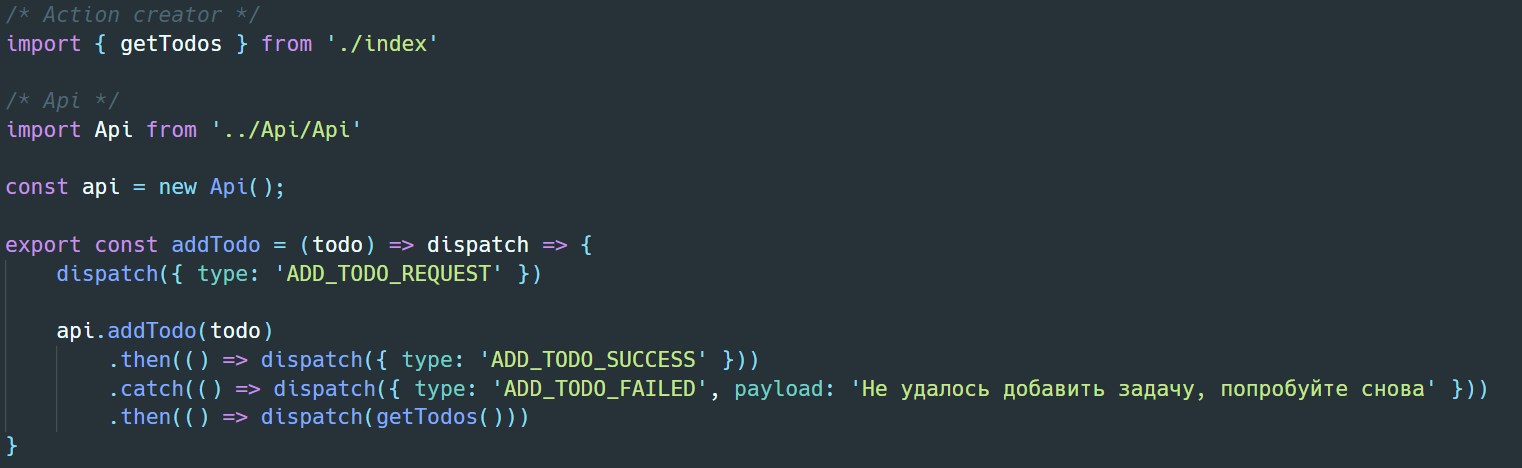 /* Action creator */
import { getTodos } from './index'
/* Api */
import Api from '../Api/Api'
const api = new Api();
export const addTodo = (todo) => dispatch => {
dispatch({ type: 'ADD_TODO_REQUEST' })
api.addTodo(todo)
.then(() => dispatch({ type: 'ADD_TODO_SUCCESS' }))
.catch(() => dispatch({ type: 'ADD_TODO_FAILED', payload: 'Не удалось добавить задачу, попробуйте снова' }))
.then(() => dispatch(getTodos()))
}